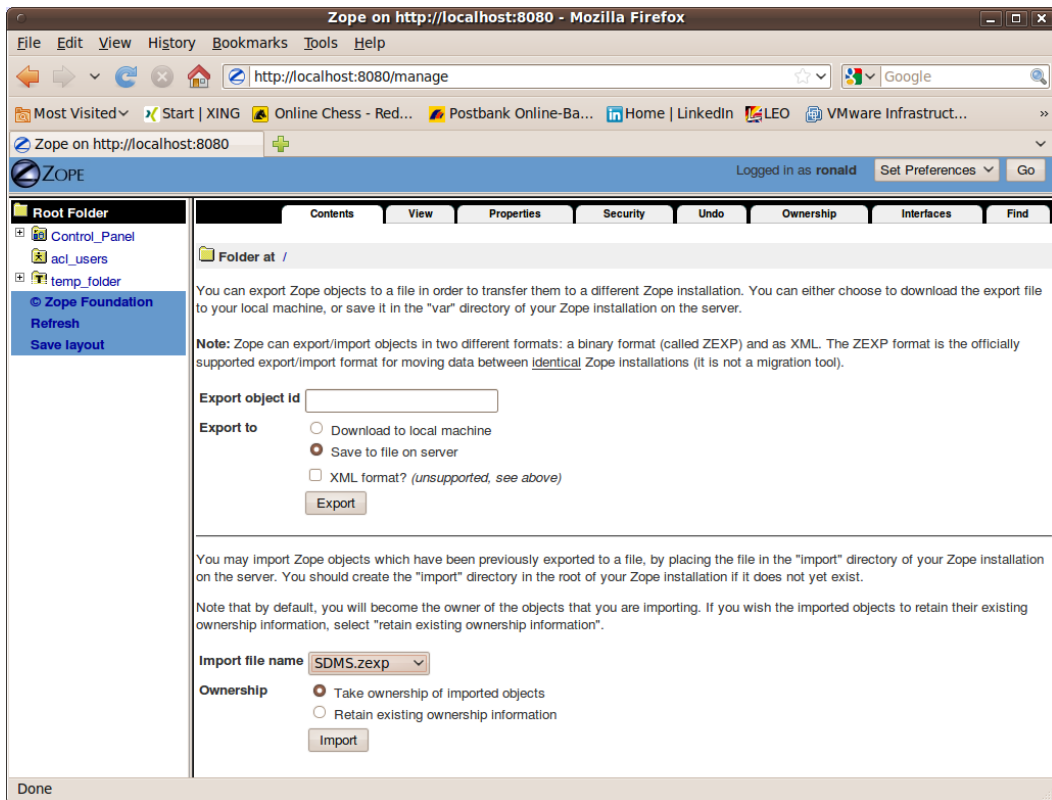 Zope on http://localhost:8080 - Mozilla Firefox
File Edit View History Bookmarks Tools Help
http://localhost:8080/manage
Google
Most Visited
Start | XING
Online Chess - Red...
Postbank Online-Ba...
Home | LinkedIn
LEO
VMware Infrastruct...
»
Zope on http://localhost:8080
ZOPE
Logged in as ronald
Set Preferences
Go
Root Folder
Control_Panel
acl_users
temp_folder
© Zope Foundation
Refresh
Save layout
Contents View Properties Security Undo Ownership Interfaces Find
Folder at /
You can export Zope objects to a file in order to transfer them to a different Zope installation. You can either choose to download the export file
to your local machine, or save it in the "var" directory of your Zope installation on the server.
Note: Zope can export/import objects in two different formats: a binary format (called ZEXP) and as XML. The ZEXP format is the officially
supported export/import format for moving data between identical Zope installations (it is not a migration tool).
Export object id
Export to
Download to local machine
Save to file on server
XML format? (unsupported, see above)
Export
You may import Zope objects which have been previously exported to a file, by placing the file in the "import" directory of your Zope installation
on the server. You should create the "import" directory in the root of your Zope installation if it does not yet exist.
Note that by default, you will become the owner of the objects that you are importing. If you wish the imported objects to retain their existing
ownership information, select "retain existing ownership information".
Import file name SDMS.zexp
Ownership
Take ownership of imported objects
Retain existing ownership information
Import
Done